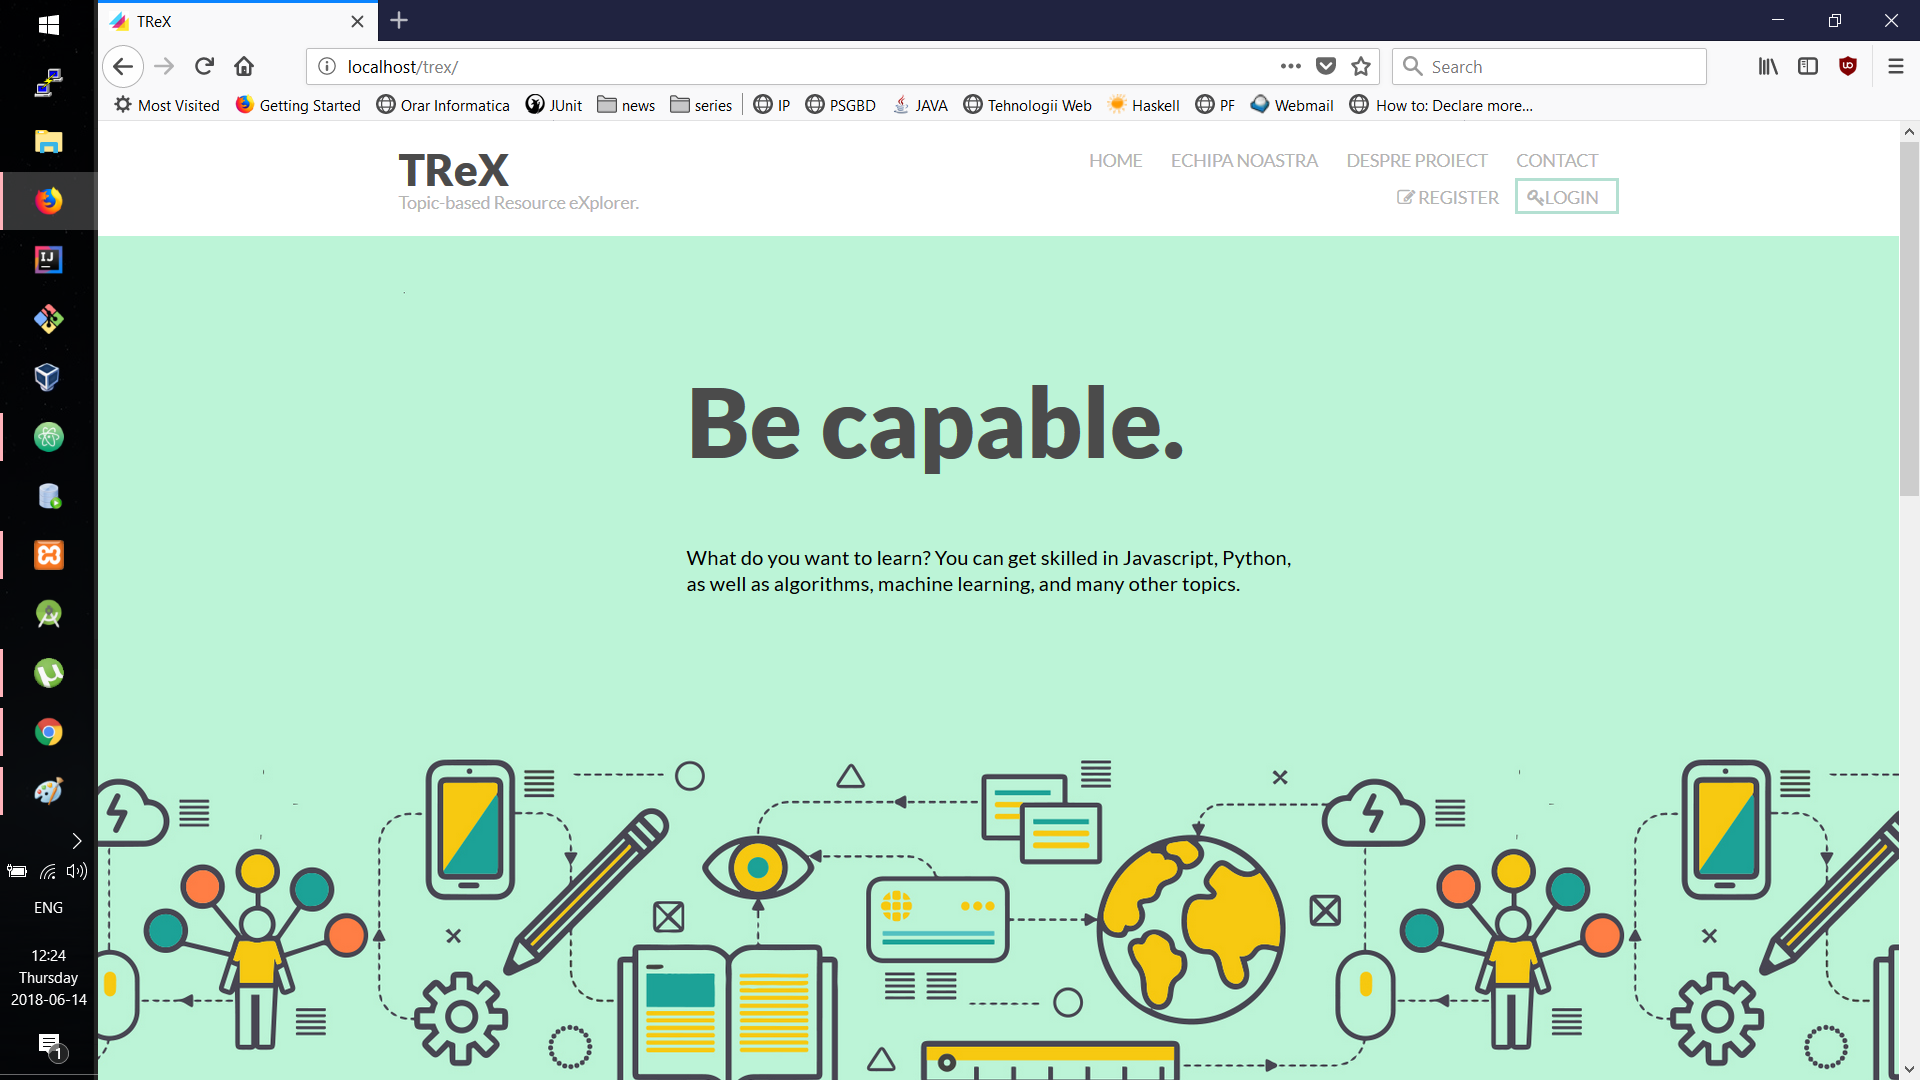 TReX
localhost/trex/
Search
Most Visited
Getting Started
Orar Informatica
JUnit
news
series
IP
PSGBD
JAVA
Tehnologii Web
Haskell
PF
Webmail
How to: Declare more...
TReX
Topic-based Resource eXplorer.
HOME
ECHIPA NOASTRA
DESPRE PROIECT
CONTACT
REGISTER
LOGIN
Be capable.
What do you want to learn? You can get skilled in Javascript, Python,
as well as algorithms, machine learning, and many other topics.
IJ
ENG
12:24
Thursday
2018-06-14
1